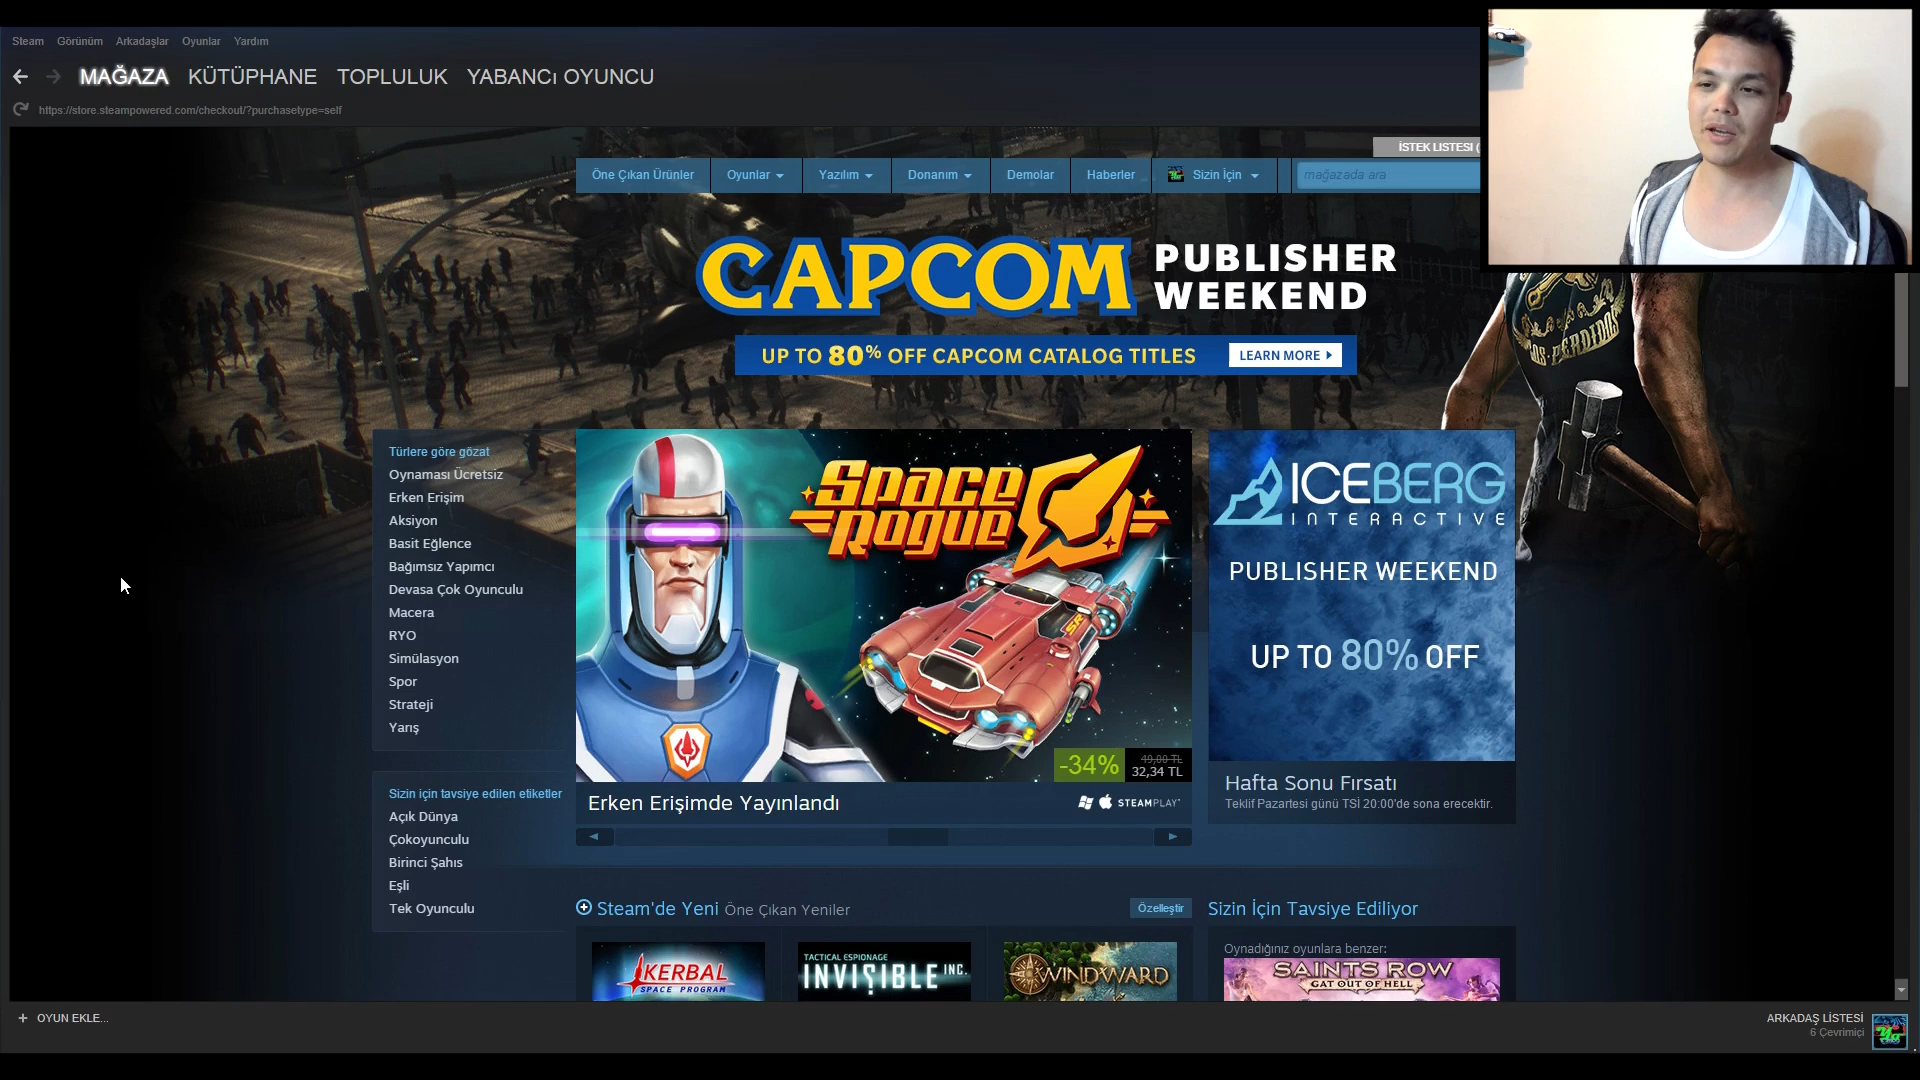 Steam Görünüm Arkadaşlar Oyunlar Yardım
MAĞAZA KÜTÜPHANE TOPLULUK YABANCı OYUNCU
https://store.steampowered.com/checkout/?purchasetype=self
İSTEK LISTESI (
Öne Çıkan Ürünler Oyunlar Yazılım Donanım Demolar Haberler Sizin İçin mağazada ara
CAPCOM PUBLISHER
WEEKEND
UP TO 80% OFF CAPCOM CATALOG TITLES LEARN MORE
LOS PERDIDOS
Türlere göre gözat
Oynaması Ücretsiz
Erken Erişim
Aksiyon
Basit Eğlence
Bağımsız Yapımcı
Devasa Çok Oyunculu
Macera
RYO
Simülasyon
Spor
Strateji
Yarış
Space
Rogue
SR
-34% 49,00 TL
32,34 TL
Erken Erişimde Yayınlandı STEAMPLAY
ICEBERG
INTERACTIVE
PUBLISHER WEEKEND
UP TO 80% OFF
Hafta Sonu Fırsatı
Teklif Pazartesi günü TSİ 20:00'de sona erecektir.
Sizin için tavsiye edilen etiketler
Açık Dünya
Çokoyunculu
Birinci Şahıs
Eşli
Tek Oyunculu
Steam'de Yeni Öne Çıkan Yeniler Özelleştir
KERBAL
SPACE PROGRAM
TACTICAL ESPIONAGE
INVISIBLE INC.
WINDWARD
Sizin İçin Tavsiye Ediliyor
Oynadığınız oyunlara benzer:
SAINTS ROW
GAT OUT OF HELL
+ OYUN EKLE...
ARKADAŞ LİSTESİ
6 Çevrimiçi